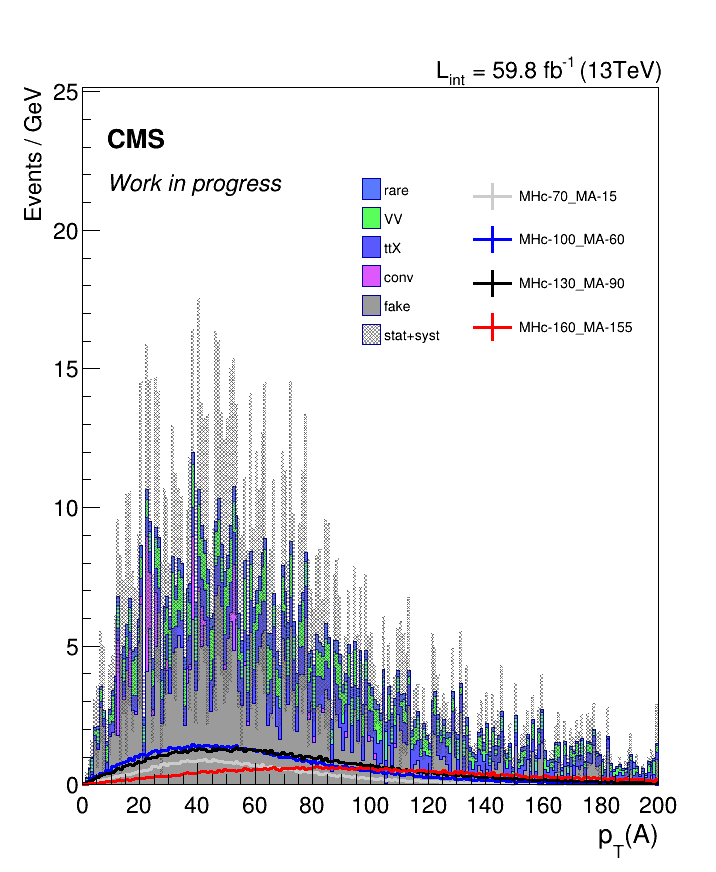 L_int = 59.8 fb^-1 (13TeV)
Events / GeV
25
20
15
10
5
0
CMS
Work in progress
rare
VV
ttX
conv
fake
stat+syst
MHc-70_MA-15
MHc-100_MA-60
MHc-130_MA-90
MHc-160_MA-155
0 20 40 60 80 100 120 140 160 180 200
p_T(A)